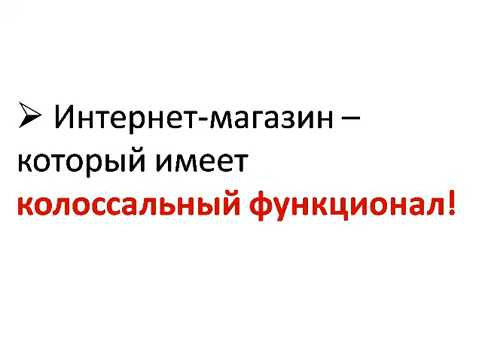 ➢ Интернет-магазин –
который имеет
колоссальный функционал!